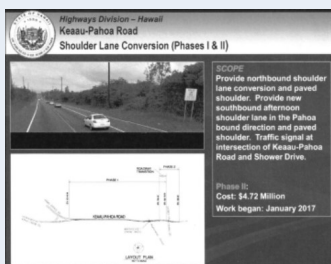 Highways Division – Hawaii
Keaau-Pahoa Road
Shoulder Lane Conversion (Phases I & II)
SCOPE
Provide northbound shoulder
lane conversion and paved
shoulder. Provide new
southbound afternoon
shoulder lane in the Pahoa
bound direction and paved
shoulder. Traffic signal at
intersection of Keaau-Pahoa
Road and Shower Drive.
Phase II:
Cost: $4.72 Million
Work began: January 2017
KEAAU-PAHOA ROAD
LAYOUT PLAN